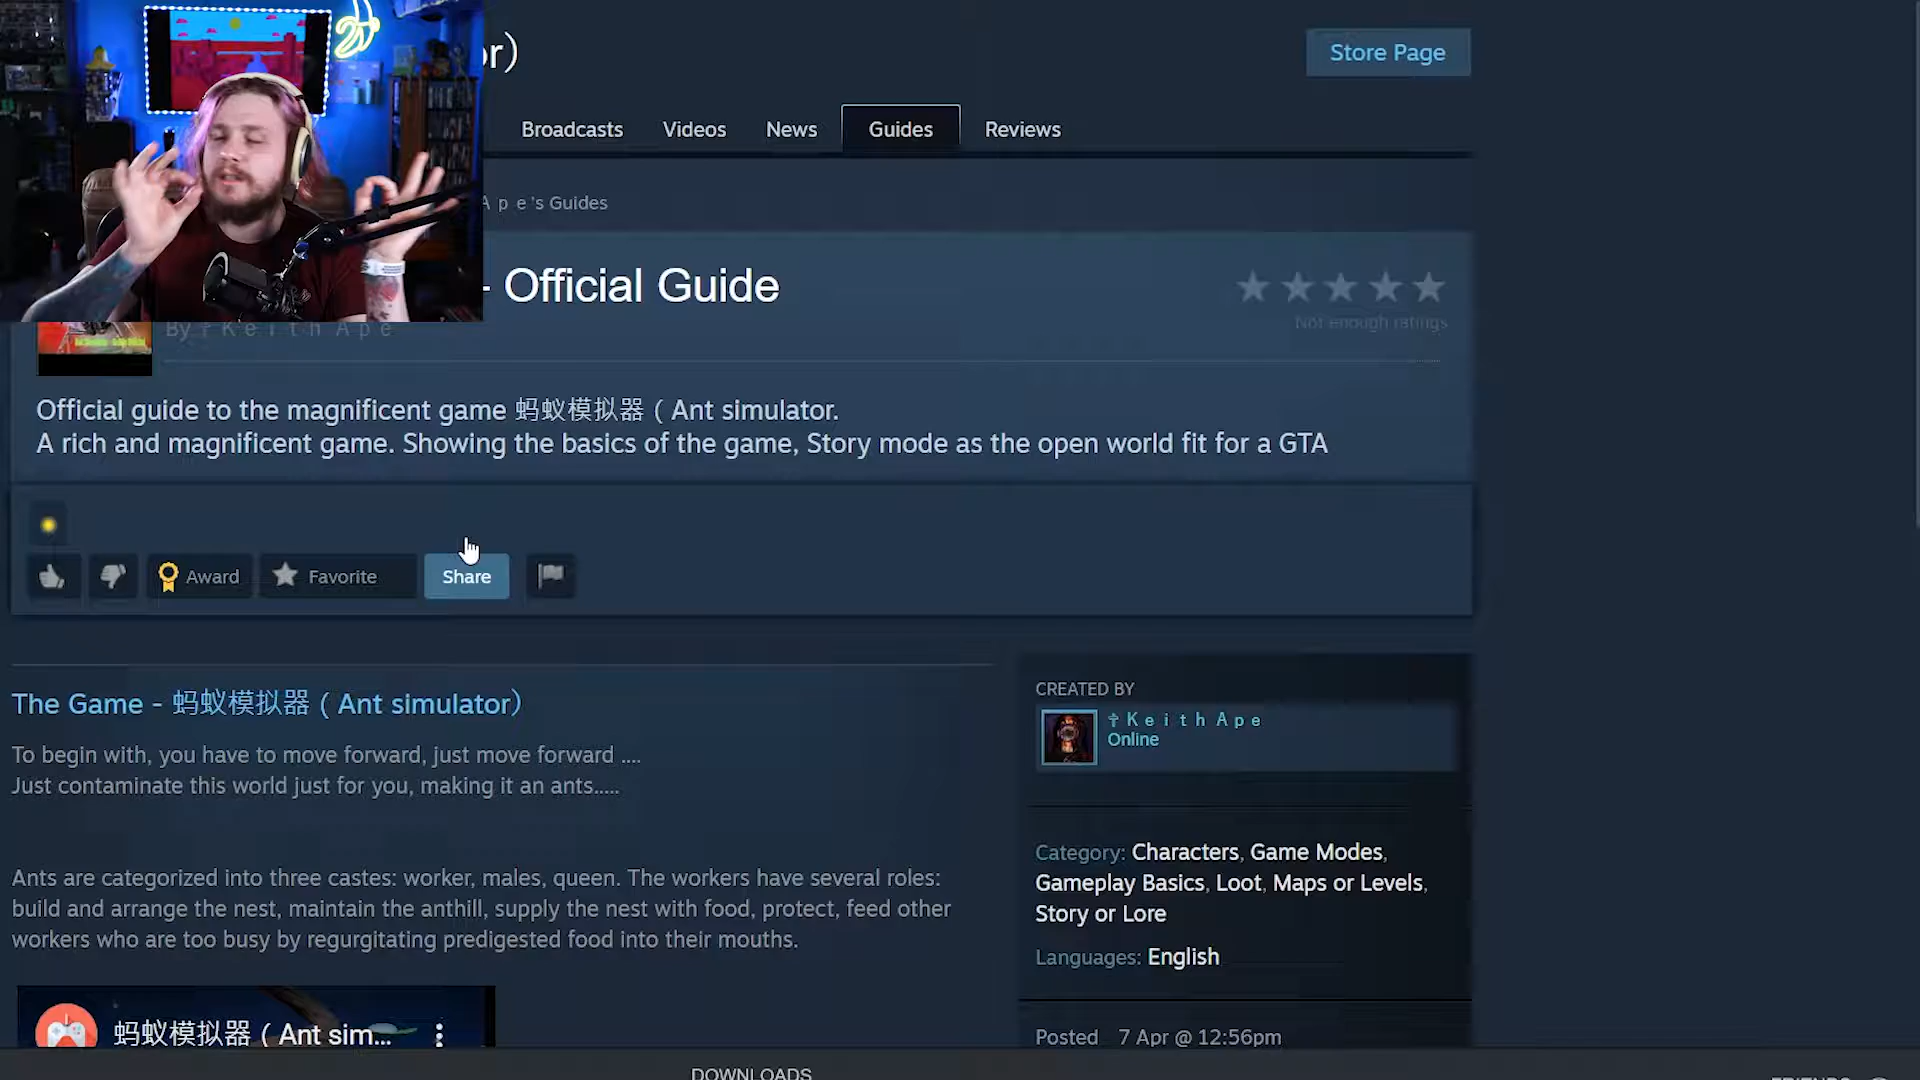 or）
Store Page
Broadcasts
Videos
News
Guides
Reviews
A p e 's Guides
- Official Guide
Not enough ratings
By ✞ K e i t h A p e
Official guide to the magnificent game 蚂蚁模拟器（ Ant simulator.
A rich and magnificent game. Showing the basics of the game, Story mode as the open world fit for a GTA
Award
Favorite
Share
The Game - 蚂蚁模拟器（ Ant simulator）
To begin with, you have to move forward, just move forward ....
Just contaminate this world just for you, making it an ants.....
Ants are categorized into three castes: worker, males, queen. The workers have several roles:
build and arrange the nest, maintain the anthill, supply the nest with food, protect, feed other
workers who are too busy by regurgitating predigested food into their mouths.
蚂蚁模拟器（ Ant sim...
CREATED BY
✞ K e i t h A p e
Online
Category: Characters, Game Modes,
Gameplay Basics, Loot, Maps or Levels,
Story or Lore
Languages: English
Posted 7 Apr @ 12:56pm
DOWNLOADS